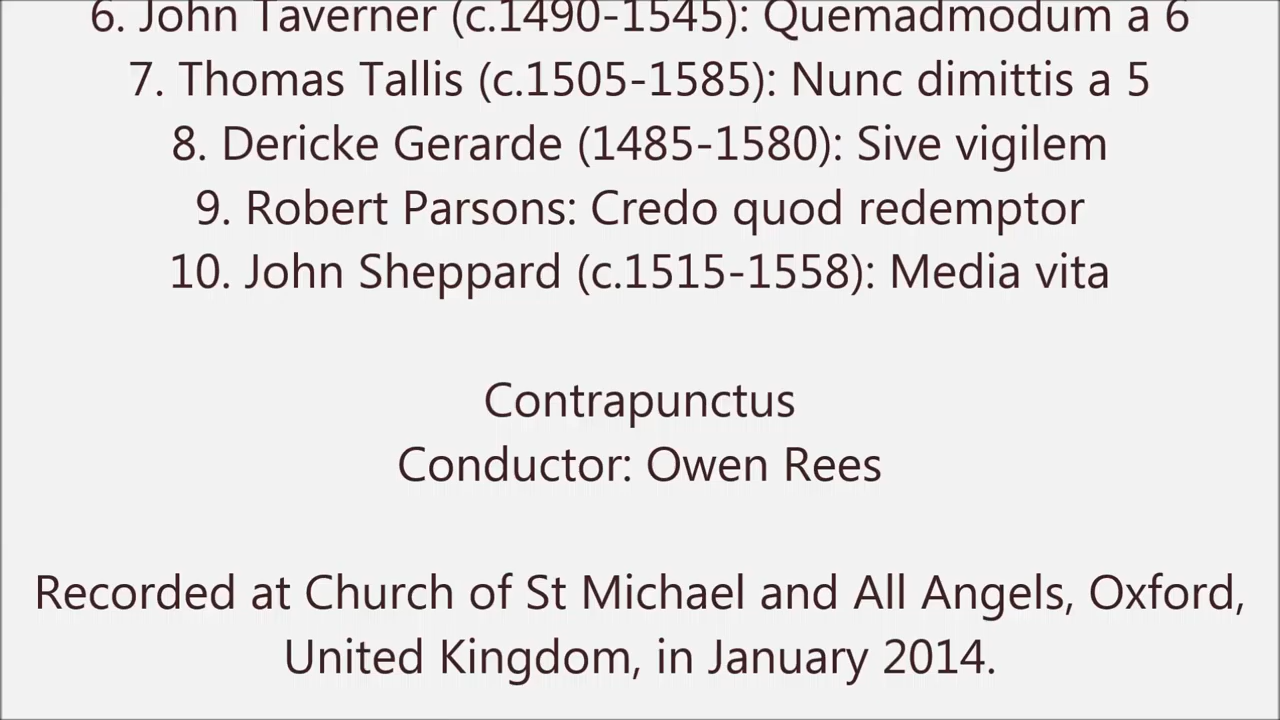 6. John Taverner (c.1490-1545): Quemadmodum a 6
7. Thomas Tallis (c.1505-1585): Nunc dimittis a 5
8. Dericke Gerarde (1485-1580): Sive vigilem
9. Robert Parsons: Credo quod redemptor
10. John Sheppard (c.1515-1558): Media vita
Contrapunctus
Conductor: Owen Rees
Recorded at Church of St Michael and All Angels, Oxford,
United Kingdom, in January 2014.